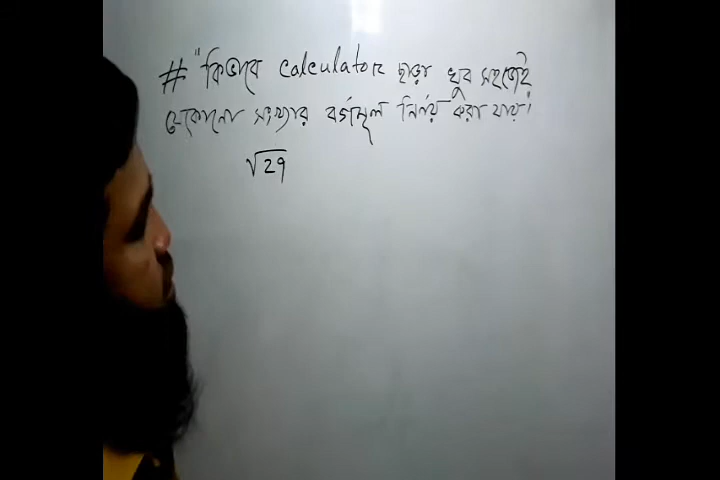 # "কিভাবে calculator ছাড়া খুব সহজেই
যেকোনো সংখ্যার বর্গমূল নির্ণয় করা যায়।"
√29